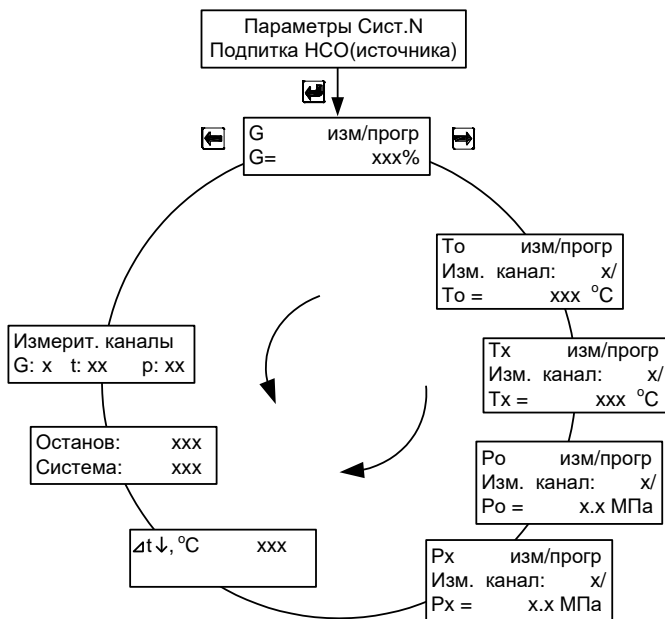 Параметры Сист.N
Подпитка НСО(источника)
G изм/прогр
G= xxx%
To изм/прогр
Изм. канал: x/
To = xxx °C
Tx изм/прогр
Изм. канал: x/
Tx = xxx °C
Po изм/прогр
Изм. канал: x/
Po = x.x МПа
Px изм/прогр
Изм. канал: x/
Px = x.x МПа
⊿t↓, °C xxx
Останов: xxx
Система: xxx
Измерит. каналы
G: x t: xx p: xx